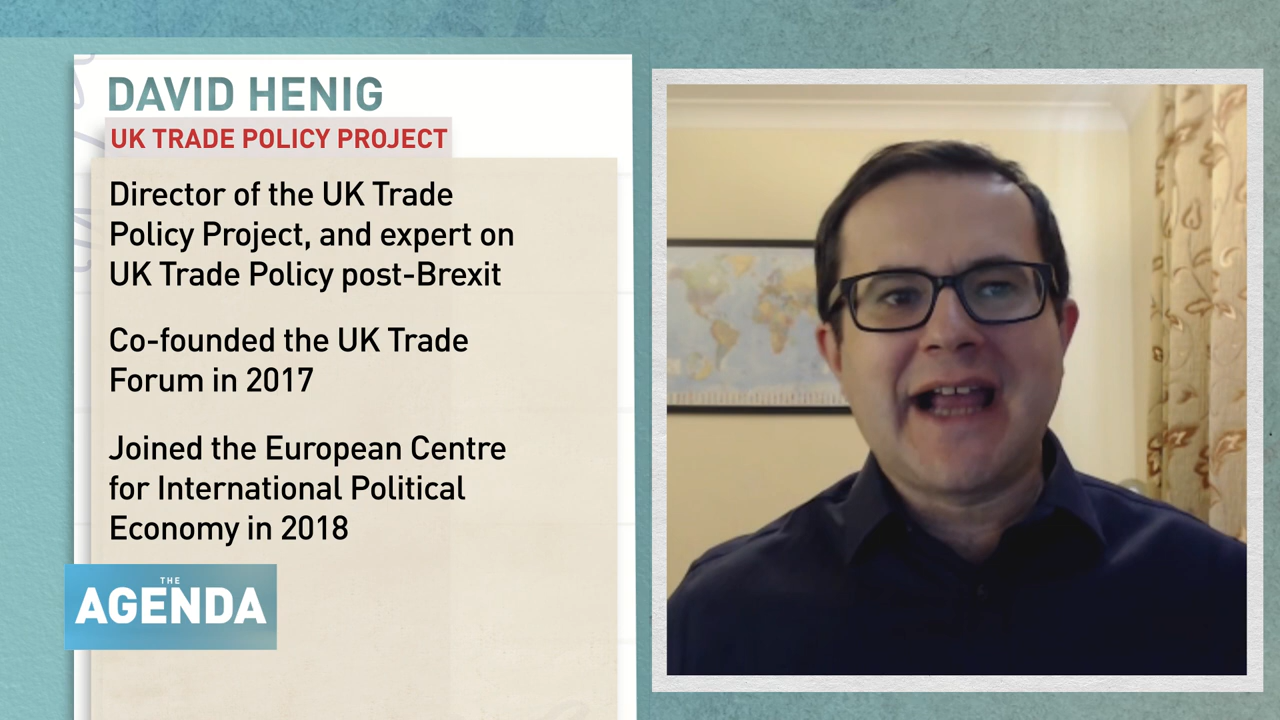 DAVID HENIG
UK TRADE POLICY PROJECT
Director of the UK Trade
Policy Project, and expert on
UK Trade Policy post-Brexit
Co-founded the UK Trade
Forum in 2017
Joined the European Centre
for International Political
Economy in 2018
THE
AGENDA